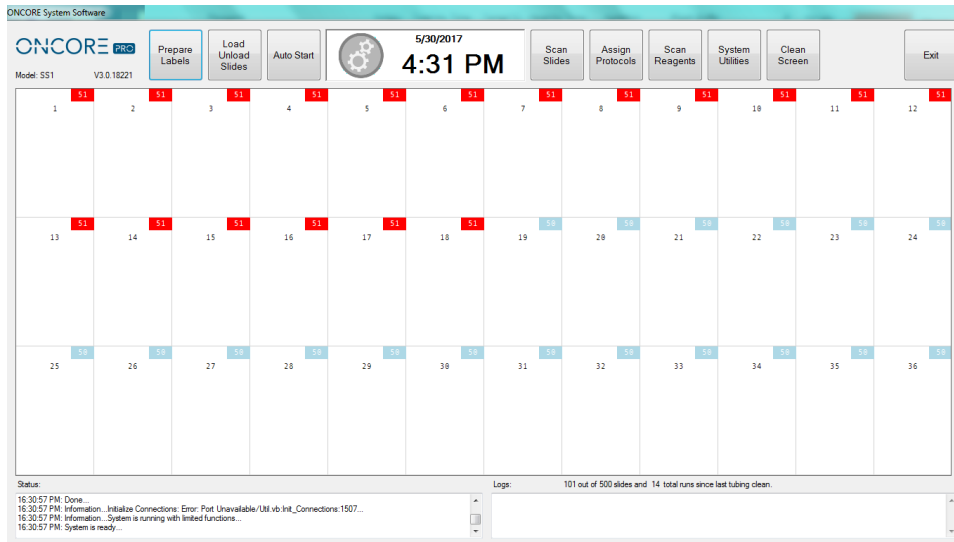 ONCORE System Software
ONCORE PRO
Model: SS1 V3.0.18221
Prepare Labels
Load Unload Slides
Auto Start
5/30/2017
4:31 PM
Scan Slides
Assign Protocols
Scan Reagents
System Utilities
Clean Screen
Exit
51 51 51 51 51 51 51 51 51 51 51 51
1 2 3 4 5 6 7 8 9 10 11 12
51 51 51 51 51 51 50 50 50 50 50 50
13 14 15 16 17 18 19 20 21 22 23 24
50 50 50 50 50 50 50 50 50 50 50 50
25 26 27 28 29 30 31 32 33 34 35 36
Status:
16:30:57 PM: Done...
16:30:57 PM: Information...Initialize Connections: Error: Port Unavailable/Util.vb:Init_Connections:1507...
16:30:57 PM: Information...System is running with limited functions...
16:30:57 PM: System is ready...
Logs: 101 out of 500 slides and 14 total runs since last tubing clean.